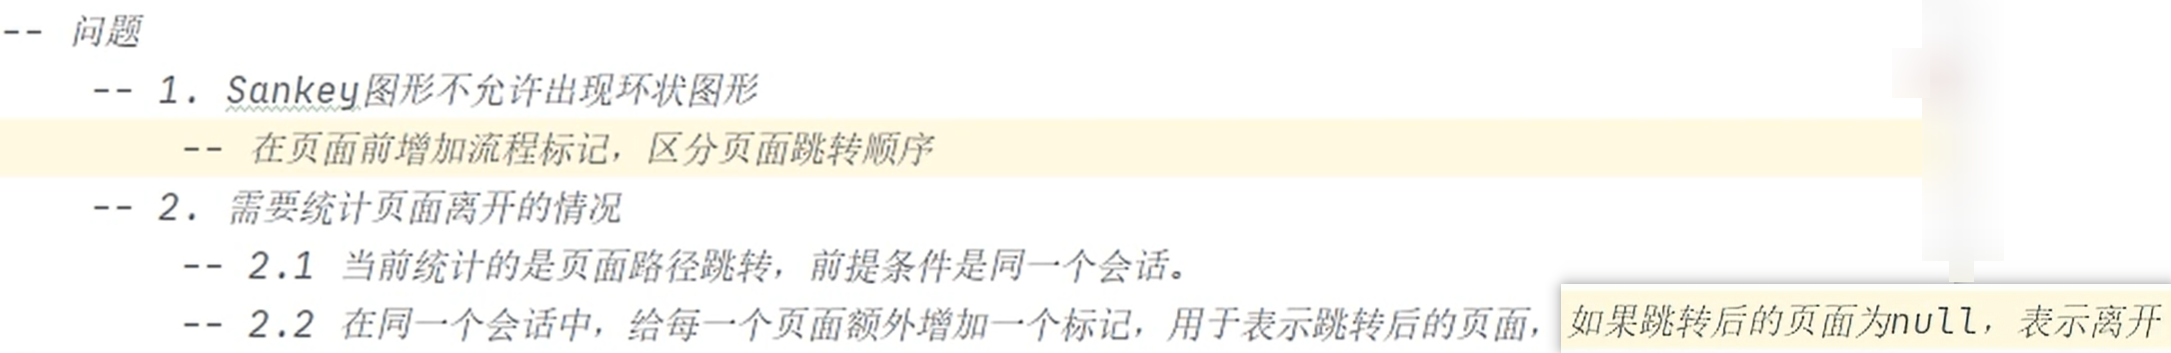 -- 问题
-- 1. Sankey图形不允许出现环状图形
-- 在页面前增加流程标记，区分页面跳转顺序
-- 2. 需要统计页面离开的情况
-- 2.1 当前统计的是页面路径跳转，前提条件是同一个会话。
-- 2.2 在同一个会话中，给每一个页面额外增加一个标记，用于表示跳转后的页面，如果跳转后的页面为null，表示离开